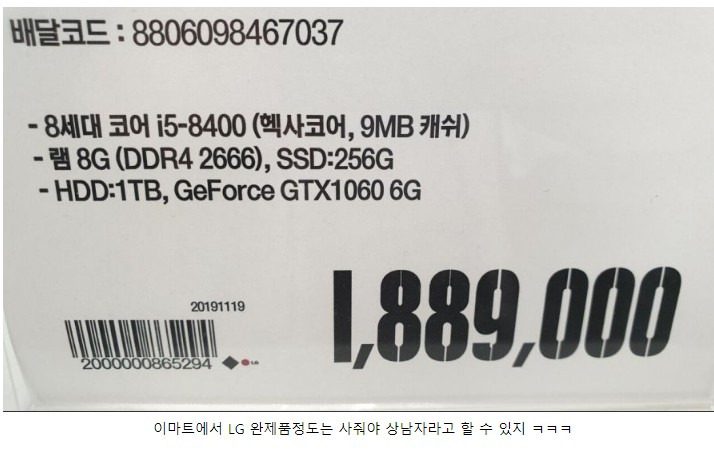 배달코드 : 8806098467037
- 8세대 코어 i5-8400 (헥사코어, 9MB 캐쉬)
- 램 8G (DDR4 2666), SSD:256G
- HDD:1TB, GeForce GTX1060 6G
1,889,000
20191119
2000000865294
LG
이마트에서 LG 완제품정도는 사줘야 상남자라고 할 수 있지 ㅋㅋㅋ